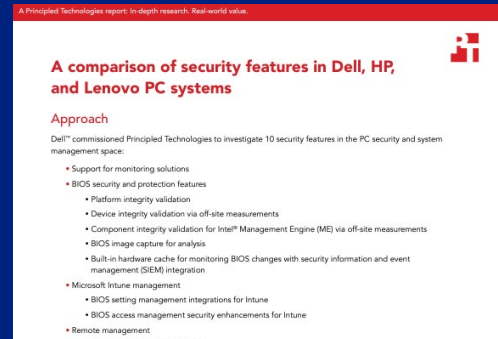 A Principled Technologies report: In-depth research. Real-world value.
A comparison of security features in Dell, HP,
and Lenovo PC systems
Approach
Dell™ commissioned Principled Technologies to investigate 10 security features in the PC security and system
management space:
• Support for monitoring solutions
• BIOS security and protection features
• Platform integrity validation
• Device integrity validation via off-site measurements
• Component integrity validation for Intel® Management Engine (ME) via off-site measurements
• BIOS image capture for analysis
• Built-in hardware cache for monitoring BIOS changes with security information and event
management (SIEM) integration
• Microsoft Intune management
• BIOS setting management integrations for Intune
• BIOS access management security enhancements for Intune
• Remote management